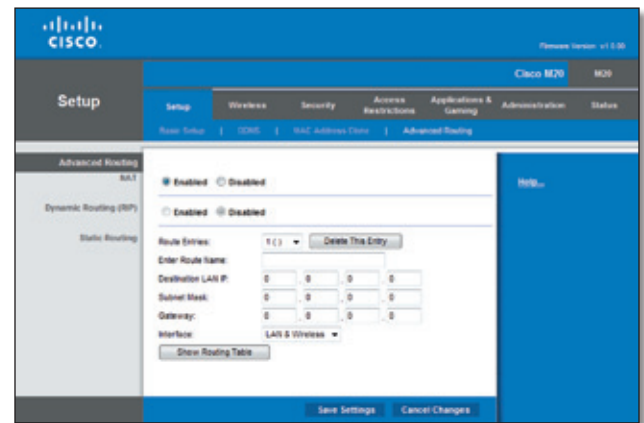 CISCO
Firmware Version: v1.0.00
Cisco M20
M20
Setup
Setup
Wireless
Security
Access Restrictions
Applications & Gaming
Administration
Status
Basic Setup | DDNS | MAC Address Clone | Advanced Routing
Advanced Routing
NAT
Enabled Disabled
Help...
Dynamic Routing (RIP)
Enabled Disabled
Static Routing
Route Entries: 1 ( ) Delete This Entry
Enter Route Name:
Destination LAN IP: 0 . 0 . 0 . 0
Subnet Mask: 0 . 0 . 0 . 0
Gateway: 0 . 0 . 0 . 0
Interface: LAN & Wireless
Show Routing Table
Save Settings Cancel Changes